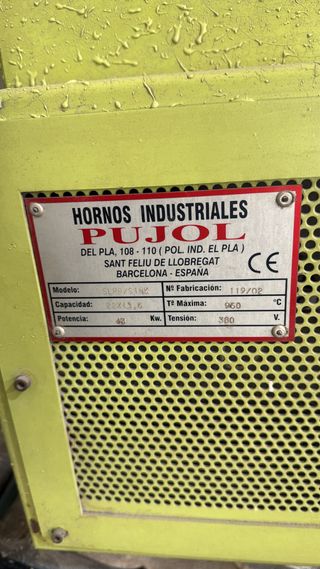 HORNOS INDUSTRIALES
PUJOL
DEL PLA, 108 - 110 ( POL. IND. EL PLA )
SANT FELIU DE LLOBREGAT
BARCELONA - ESPAÑA
CE
Modelo: Nº Fabricación: 119/02
Capacidad: Tª Máxima: 960 °C
Potencia: 43 Kw. Tensión: 380 V.